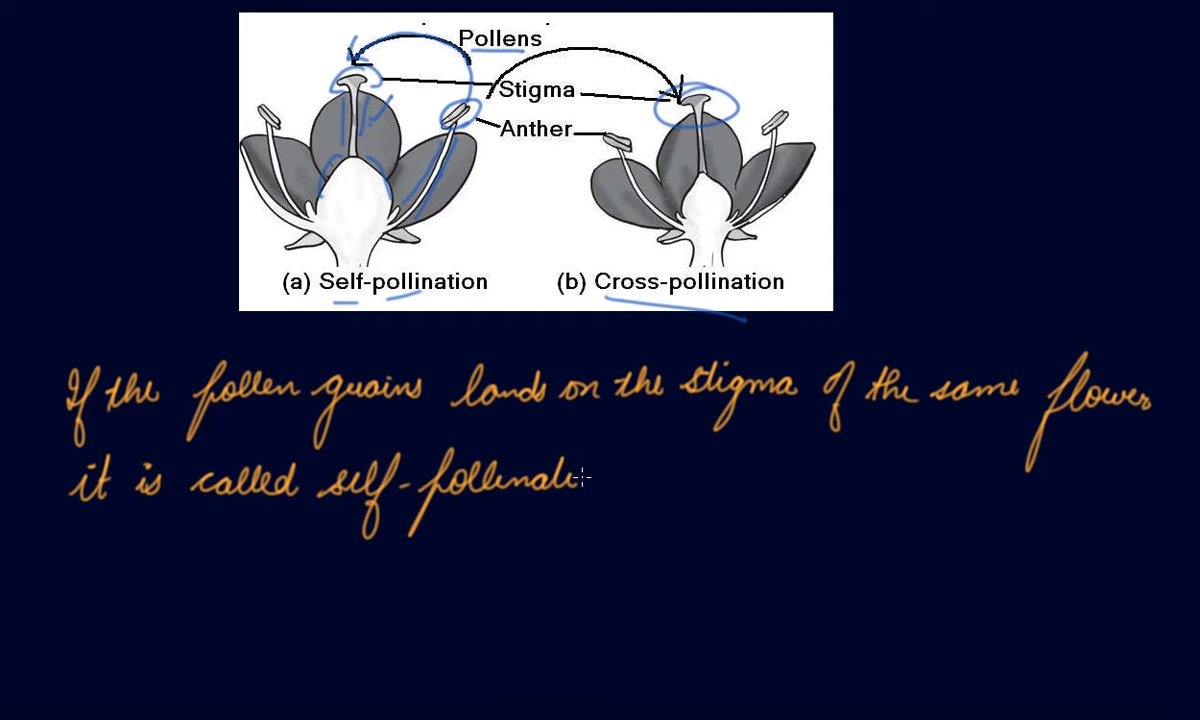 Pollens
Stigma
Anther
(a) Self-pollination
(b) Cross-pollination
If the pollen grains lands on the stigma of the same flower
it is called self-pollenati